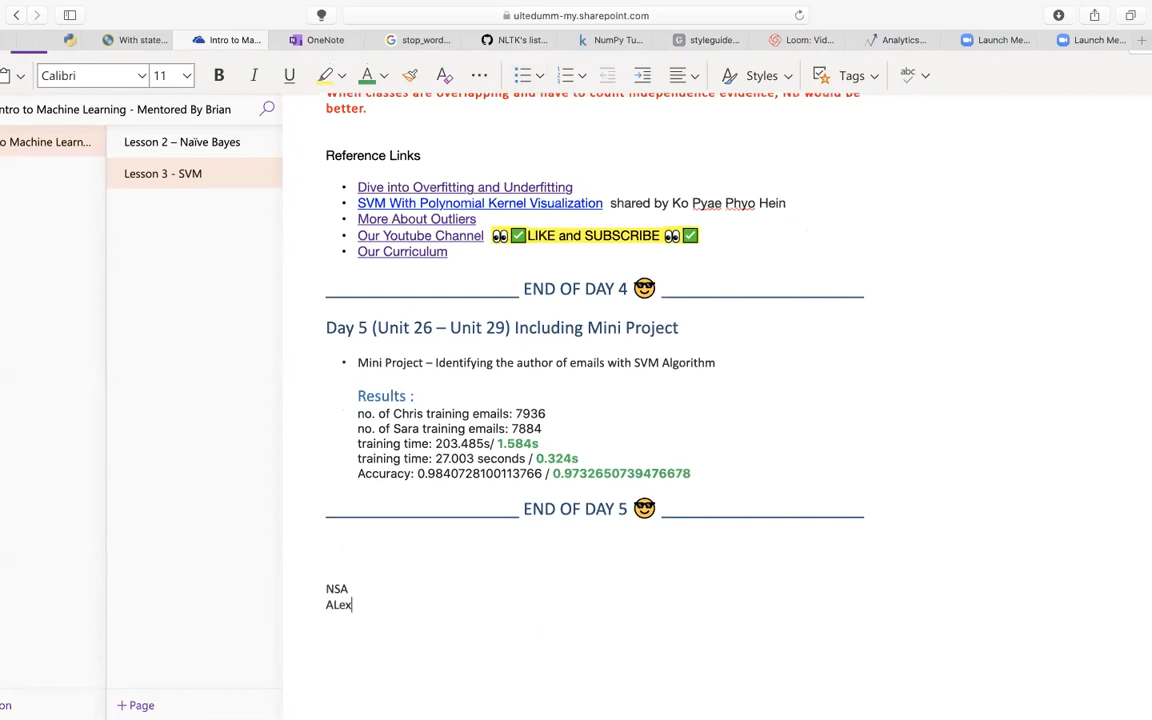 uitedumm-my.sharepoint.com
With state...
Intro to Ma...
OneNote
stop_word...
NLTK's list...
NumPy Tu...
styleguide...
Loom: Vid...
Analytics...
Launch Me...
Launch Me...
Calibri
11
B
I
U
A
Styles
Tags
abc
ntro to Machine Learning - Mentored By Brian
o Machine Learn...
Lesson 2 – Naïve Bayes
Lesson 3 - SVM
When classes are overlapping and have to count independence evidence, NB would be
better.
Reference Links
• Dive into Overfitting and Underfitting
• SVM With Polynomial Kernel Visualization shared by Ko Pyae Phyo Hein
• More About Outliers
• Our Youtube Channel 👀✅LIKE and SUBSCRIBE 👀✅
• Our Curriculum
END OF DAY 4 😎
Day 5 (Unit 26 – Unit 29) Including Mini Project
• Mini Project – Identifying the author of emails with SVM Algorithm
Results :
no. of Chris training emails: 7936
no. of Sara training emails: 7884
training time: 203.485s/ 1.584s
training time: 27.003 seconds / 0.324s
Accuracy: 0.9840728100113766 / 0.9732650739476678
END OF DAY 5 😎
NSA
ALex
on
+ Page